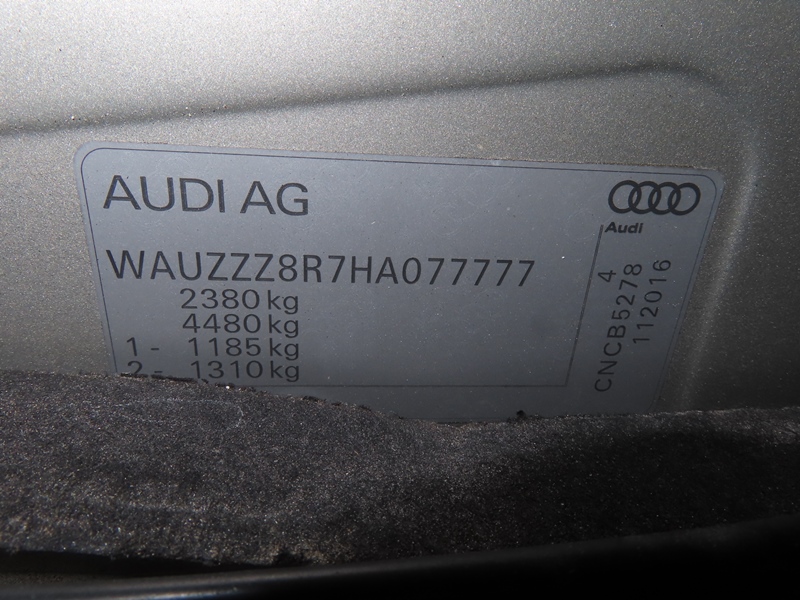 AUDI AG
Audi
WAUZZZ8R7HA077777
2380 kg
4480 kg
1 - 1185 kg
2 - 1310 kg
4
CNCB5278
112016